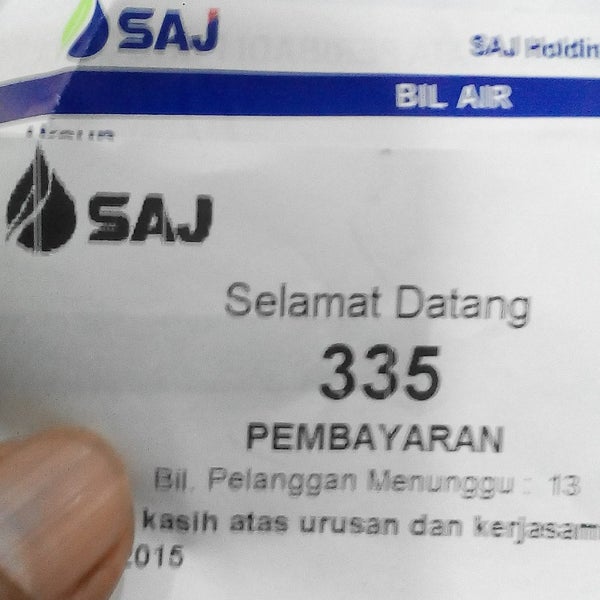 SAJ
SAJ Holdin
BIL AIR
SAJ
Selamat Datang
335
PEMBAYARAN
Bil. Pelanggan Menunggu : 13
kasih atas urusan dan kerjasam
2015